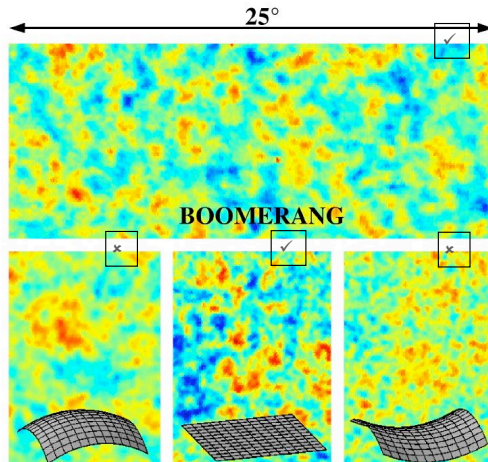 25°
✓
BOOMERANG
× ✓ ×